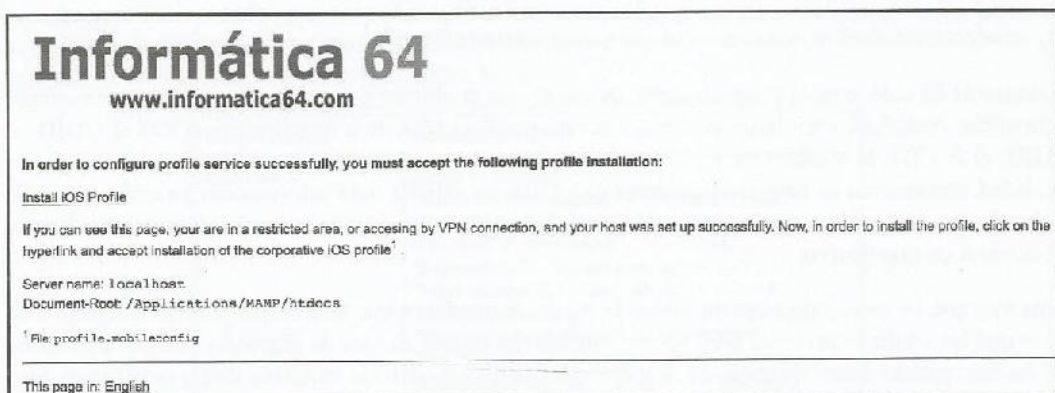 Informática 64
www.informatica64.com
In order to configure profile service successfully, you must accept the following profile installation:
Install iOS Profile
If you can see this page, your are in a restricted area, or accesing by VPN connection, and your host was set up successfully. Now, in order to install the profile, click on the
hyperlink and accept installation of the corporative iOS profile¹.
Server name: localhost
Document-Root: /Applications/MAMP/htdocs
¹File: profile.mobileconfig
This page in: English